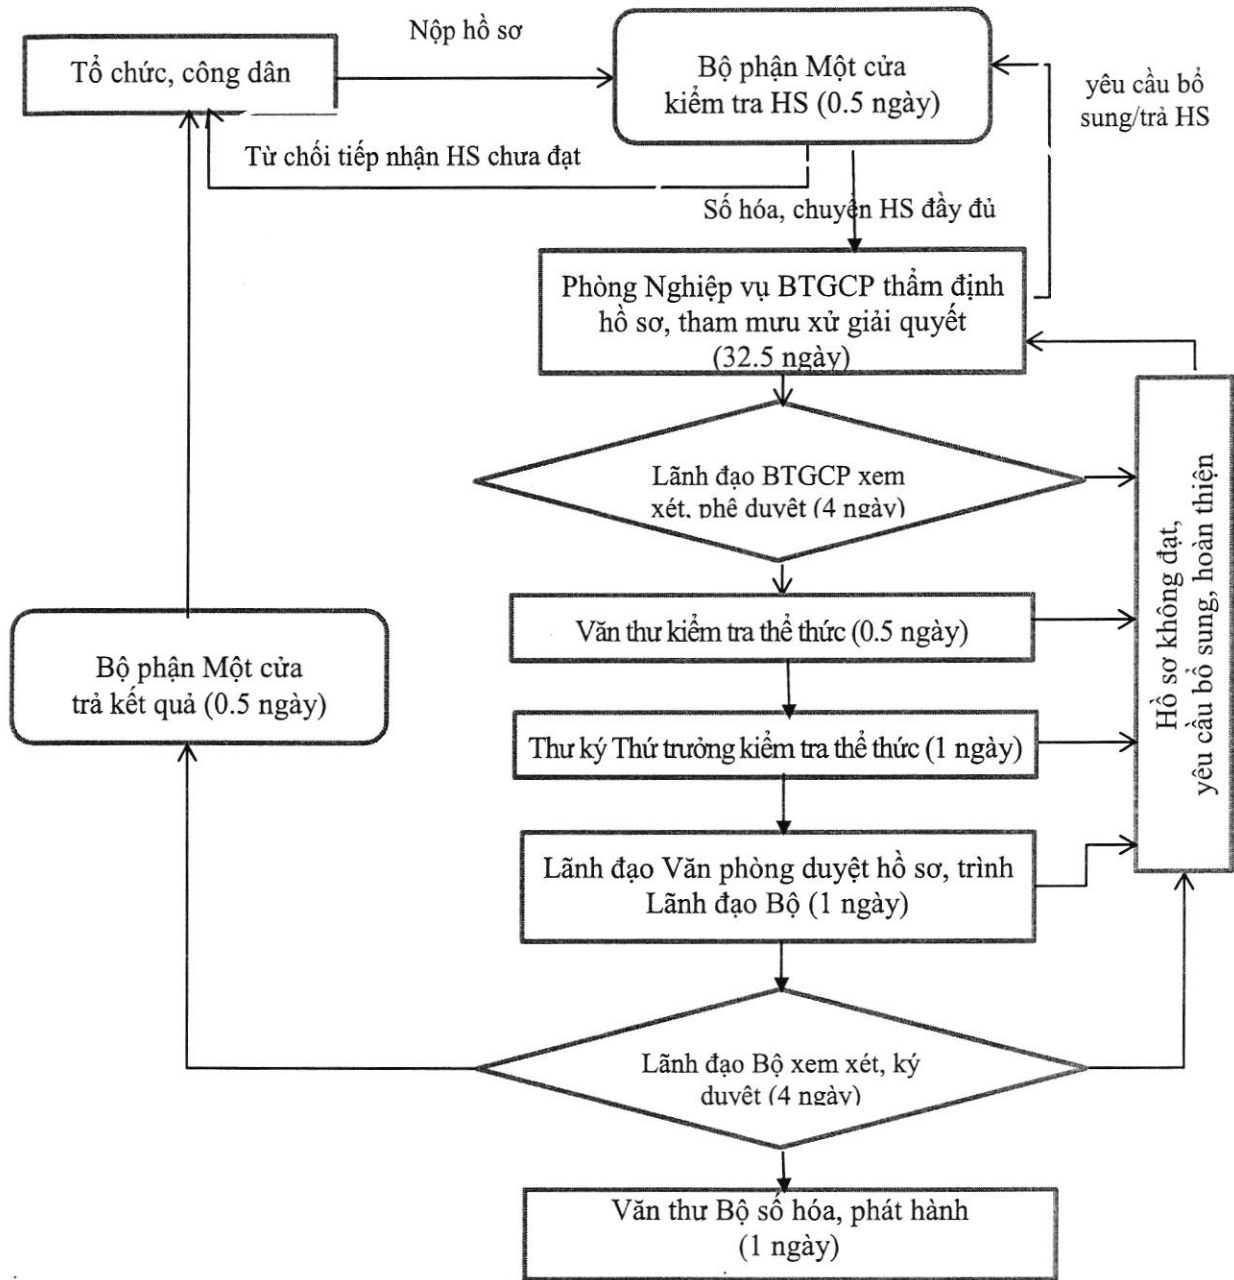 Nộp hồ sơ
Tổ chức, công dân
Bộ phận Một cửa
kiểm tra HS (0.5 ngày)
yêu cầu bổ
sung/trả HS
Từ chối tiếp nhận HS chưa đạt
Số hóa, chuyển HS đầy đủ
Phòng Nghiệp vụ BTGCP thẩm định
hồ sơ, tham mưu xử giải quyết
(32.5 ngày)
Lãnh đạo BTGCP xem
xét, phê duyệt (4 ngày)
Hồ sơ không đạt,
yêu cầu bổ sung, hoàn thiện
Văn thư kiểm tra thể thức (0.5 ngày)
Bộ phận Một cửa
trả kết quả (0.5 ngày)
Thư ký Thứ trưởng kiểm tra thể thức (1 ngày)
Lãnh đạo Văn phòng duyệt hồ sơ, trình
Lãnh đạo Bộ (1 ngày)
Lãnh đạo Bộ xem xét, ký
duyệt (4 ngày)
Văn thư Bộ số hóa, phát hành
(1 ngày)